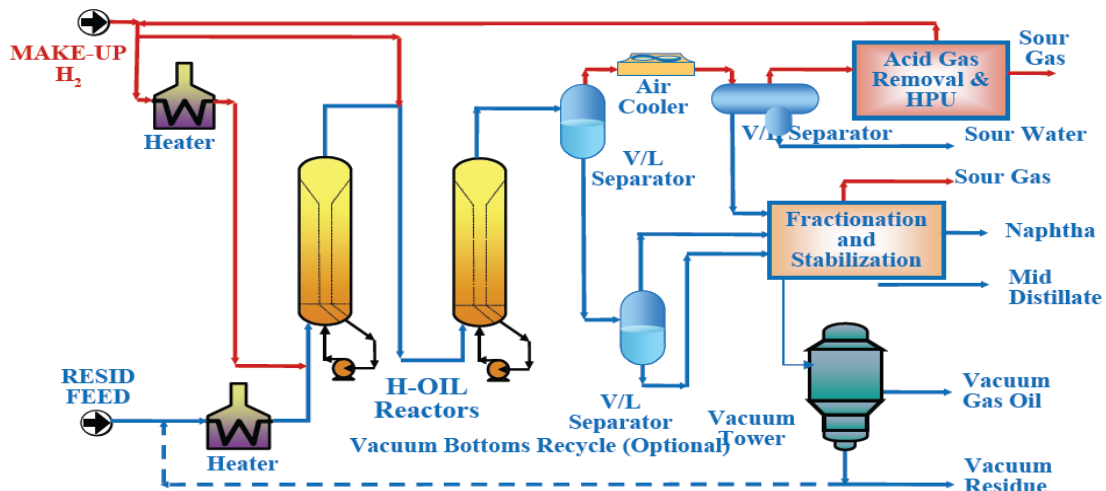 MAKE-UP
H2
Heater
Air
Cooler
Acid Gas
Removal &
HPU
Sour
Gas
V/L Separator
Sour Water
V/L
Separator
Sour Gas
Fractionation
and
Stabilization
Naphtha
Mid
Distillate
RESID
FEED
Heater
H-OIL
Reactors
V/L
Separator
Vacuum Bottoms Recycle (Optional)
Vacuum
Tower
Vacuum
Gas Oil
Vacuum
Residue